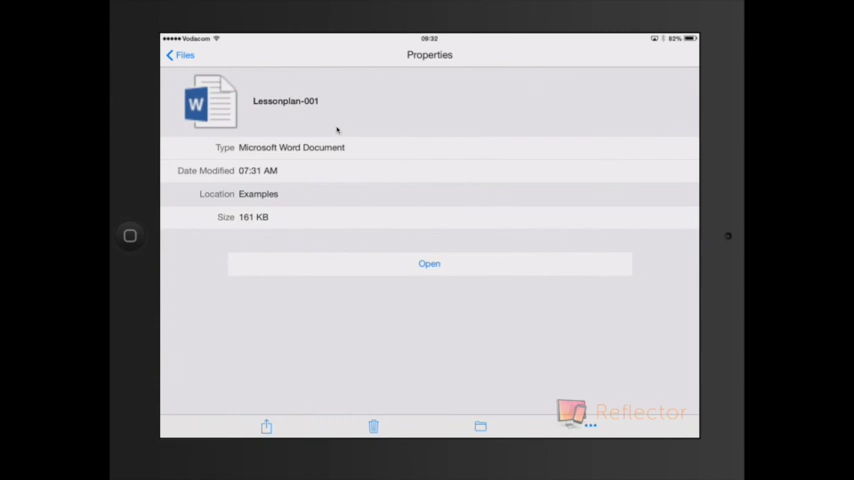 Vodacom
09:32
82%
Files
Properties
W
Lessonplan-001
Type Microsoft Word Document
Date Modified 07:31 AM
Location Examples
Size 161 KB
Open
Reflector